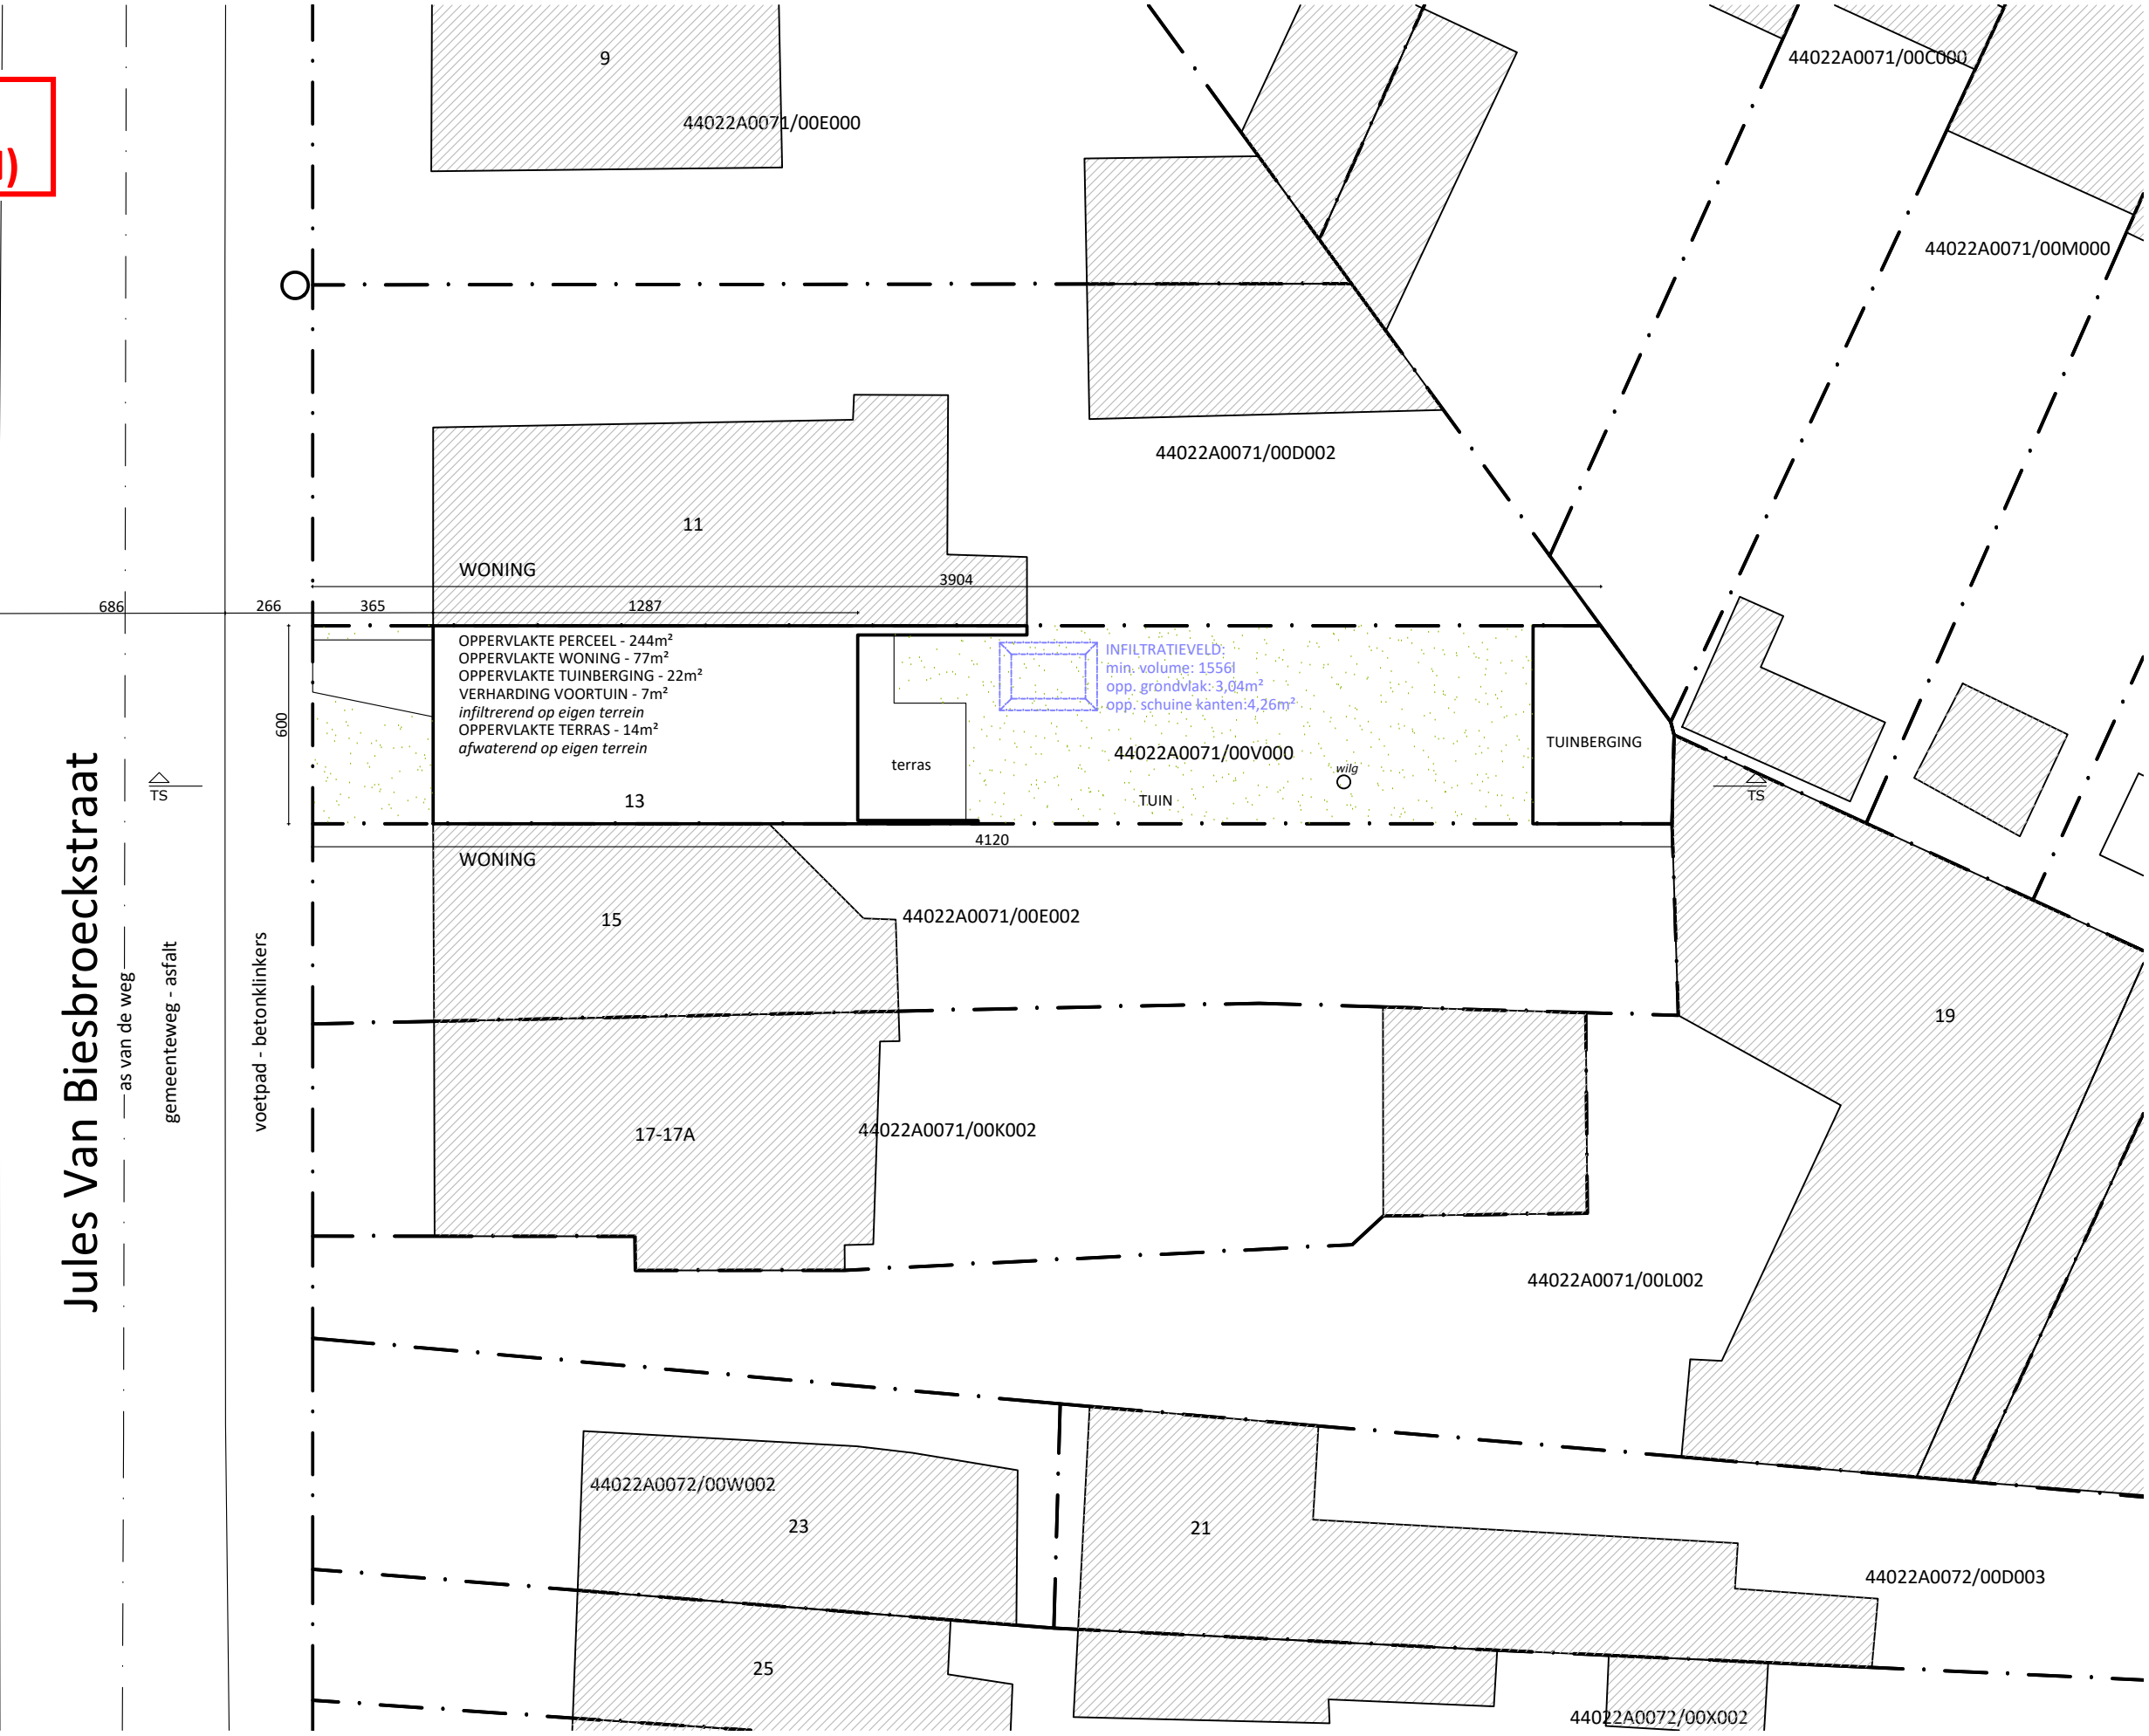 9
44022A0071/00E000
44022A0071/00C000
44022A0071/00M000
44022A0071/00D002
11
WONING
3904
686
266
365
1287
600
OPPERVLAKTE PERCEEL - 244m²
OPPERVLAKTE WONING - 77m²
OPPERVLAKTE TUINBERGING - 22m²
VERHARDING VOORTUIN - 7m²
infiltrerend op eigen terrein
OPPERVLAKTE TERRAS - 14m²
afwaterend op eigen terrein
13
terras
INFILTRATIEVELD:
min. volume: 1556l
opp. grondvlak: 3,04m²
opp. schuine kanten:4,26m²
44022A0071/00V000
wilg
TUIN
TUINBERGING
TS
TS
4120
WONING
15
44022A0071/00E002
19
17-17A
44022A0071/00K002
44022A0071/00L002
Jules Van Biesbroeckstraat
as van de weg
gemeenteweg - asfalt
voetpad - betonklinkers
44022A0072/00W002
23
21
44022A0072/00D003
25
44022A0072/00X002